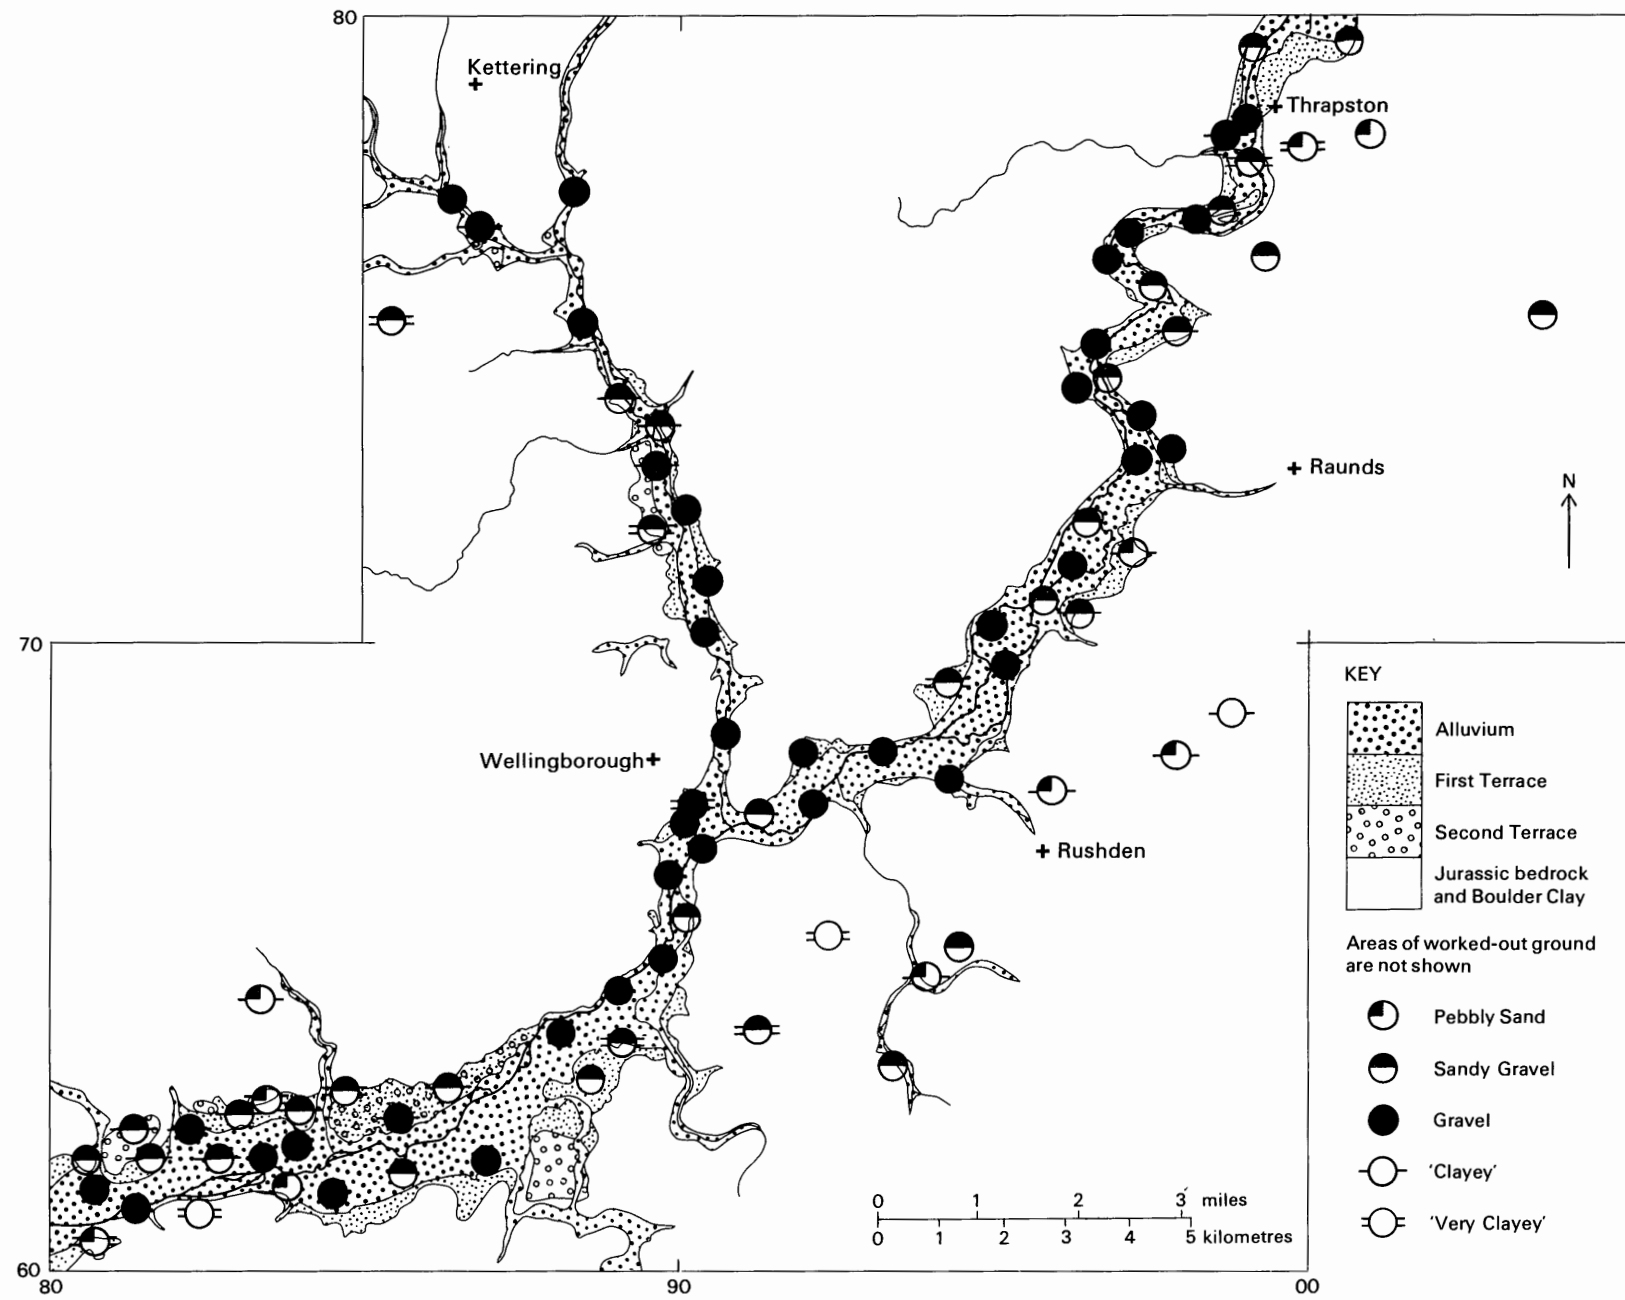 80
Kettering
Thrapston
Raunds
N
70
KEY
Alluvium
First Terrace
Second Terrace
Jurassic bedrock
and Boulder Clay
Wellingborough
Rushden
Areas of worked-out ground
are not shown
Pebbly Sand
Sandy Gravel
Gravel
'Clayey'
'Very Clayey'
0 1 2 3 miles
0 1 2 3 4 5 kilometres
60
80 90 00